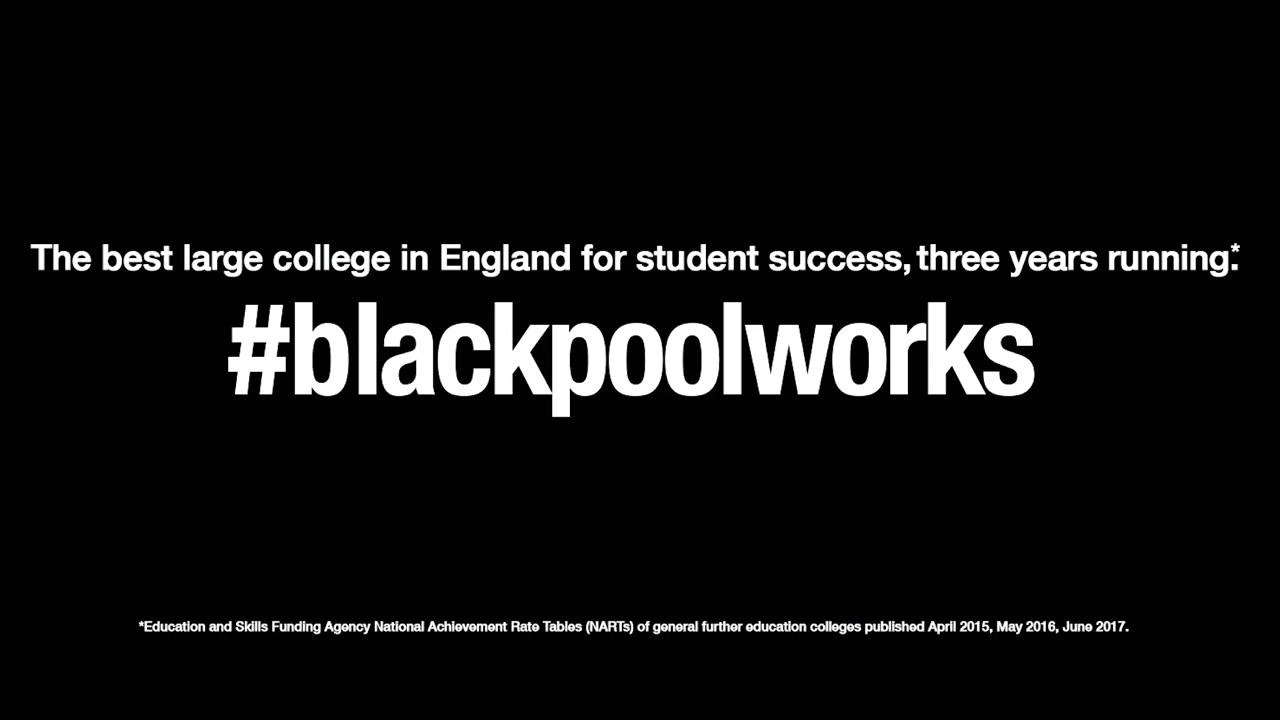 The best large college in England for student success, three years running.*
#blackpoolworks
*Education and Skills Funding Agency National Achievement Rate Tables (NARTs) of general further education colleges published April 2015, May 2016, June 2017.